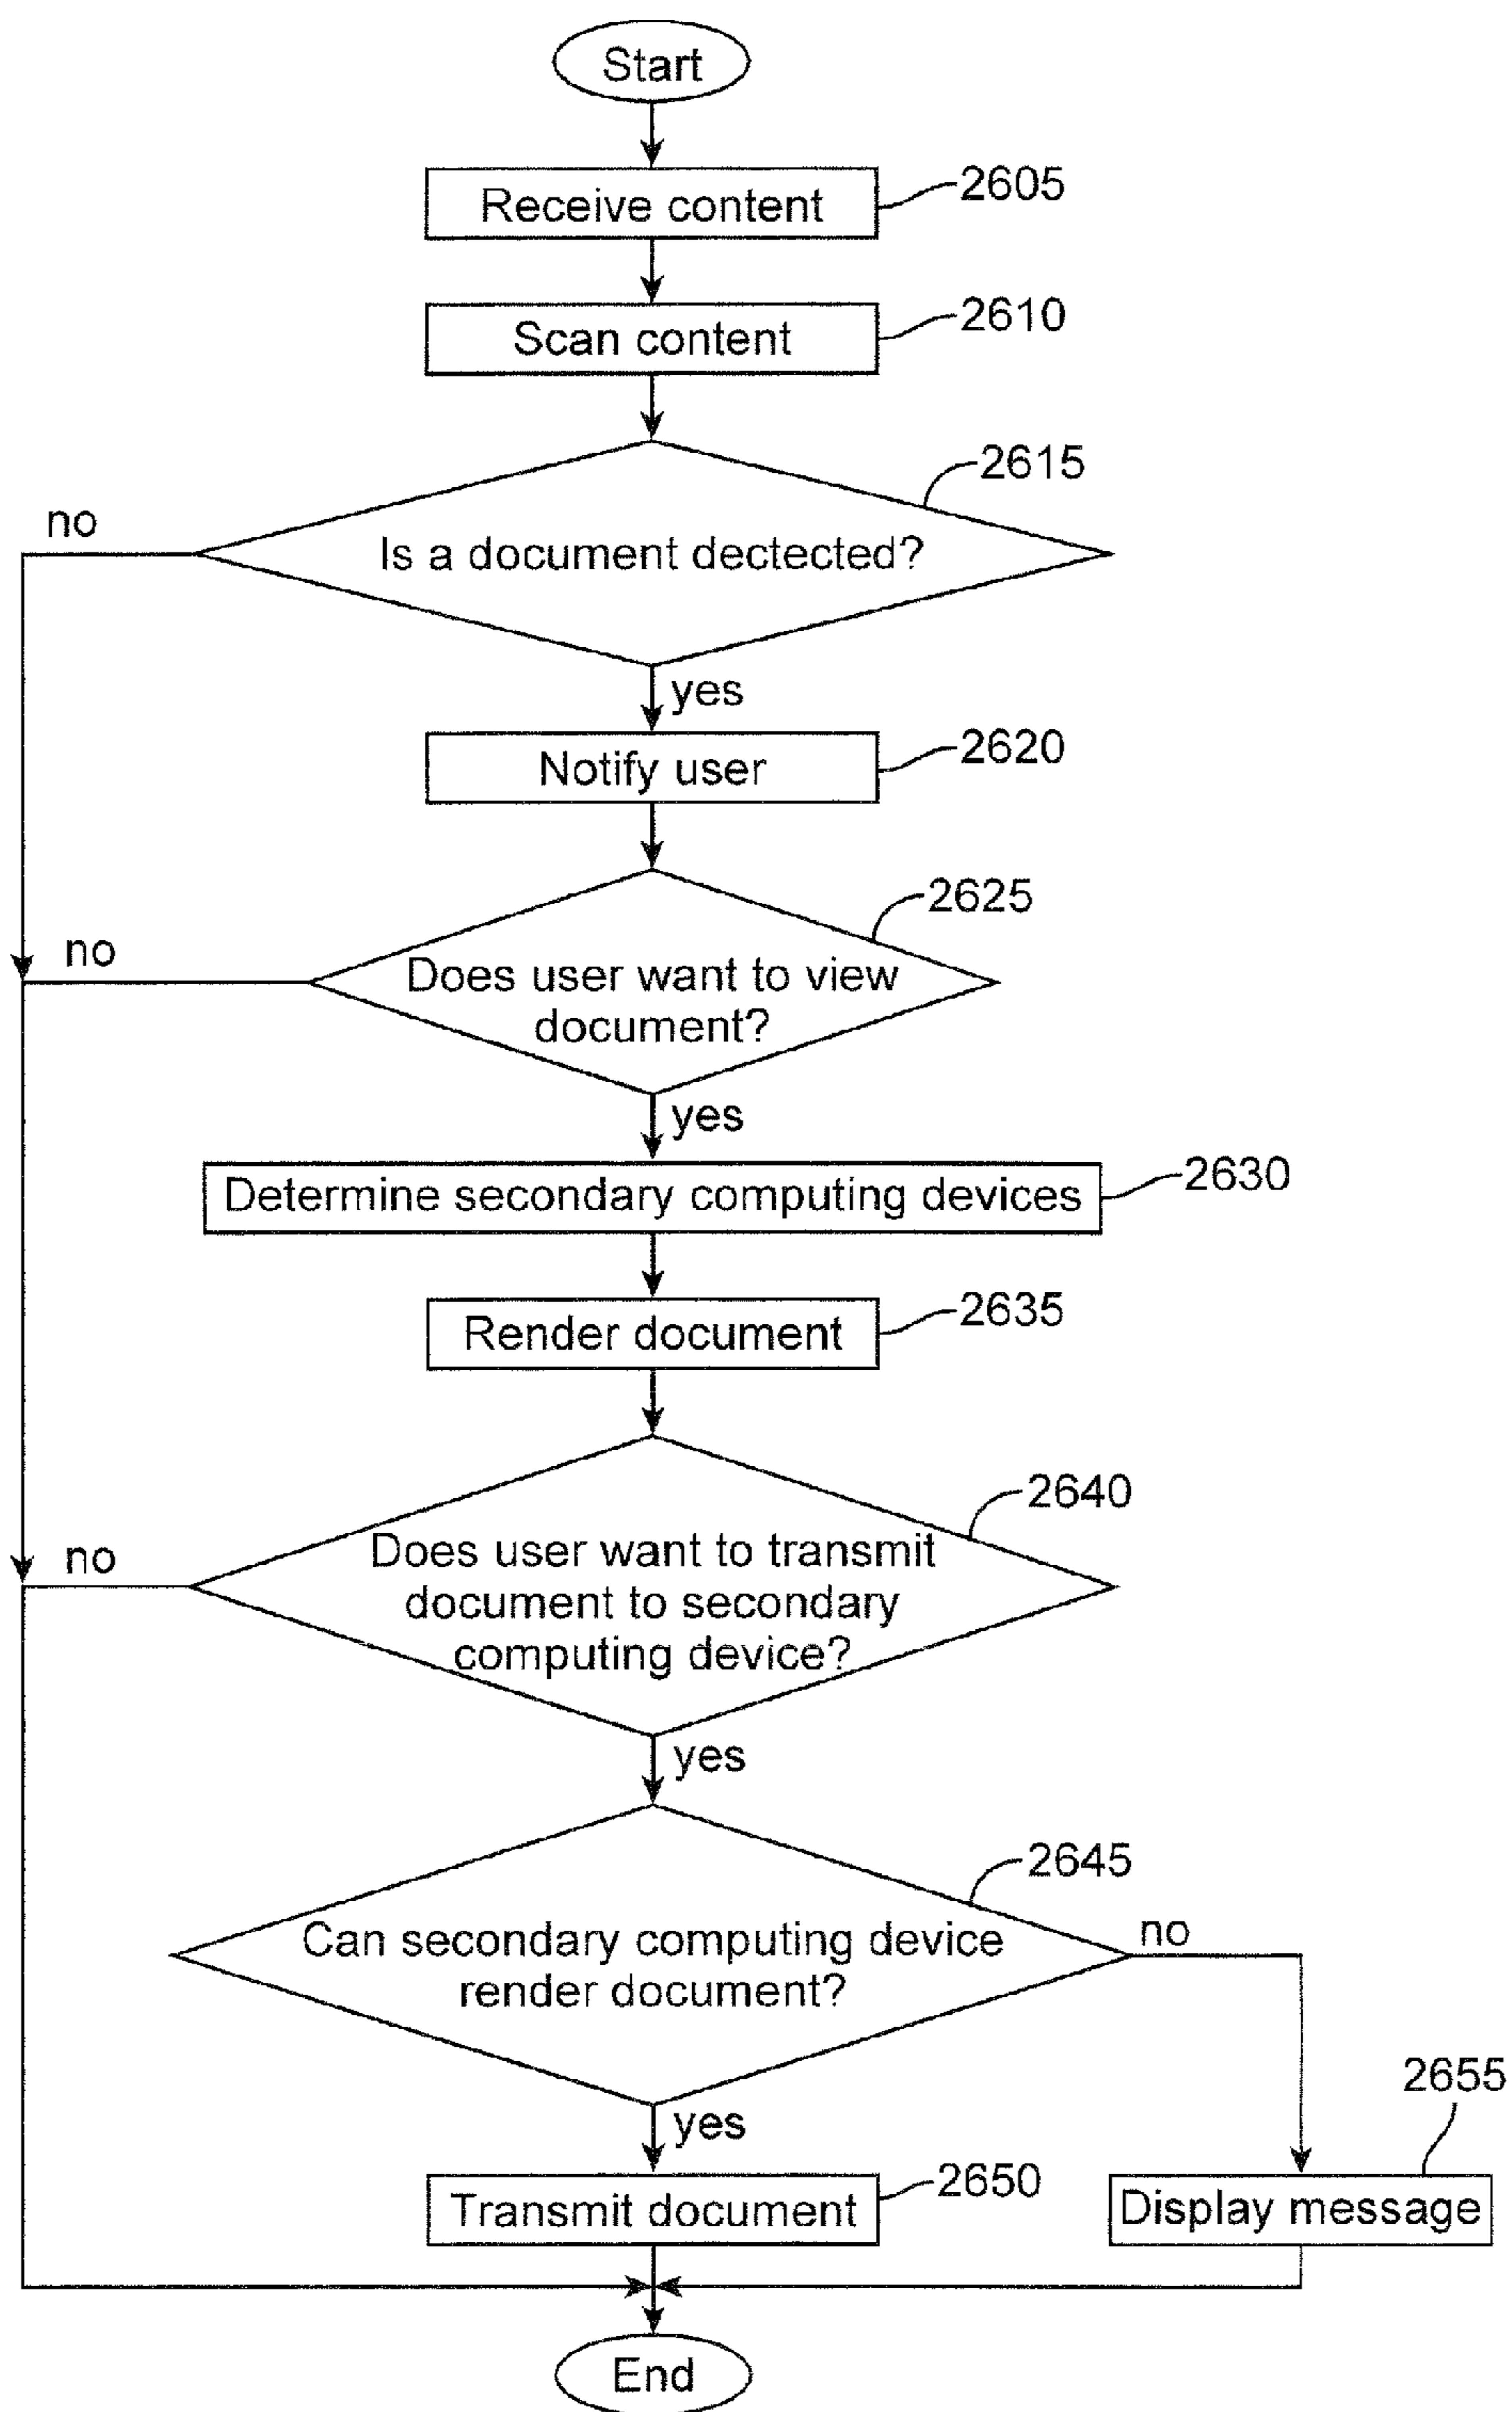 Start
Receive content
2605
Scan content
2610
2615
no
Is a document dectected?
yes
Notify user
2620
2625
no
Does user want to view
document?
yes
Determine secondary computing devices
2630
Render document
2635
2640
no
Does user want to transmit
document to secondary
computing device?
yes
2645
Can secondary computing device
render document?
no
yes
2655
Transmit document
2650
Display message
End